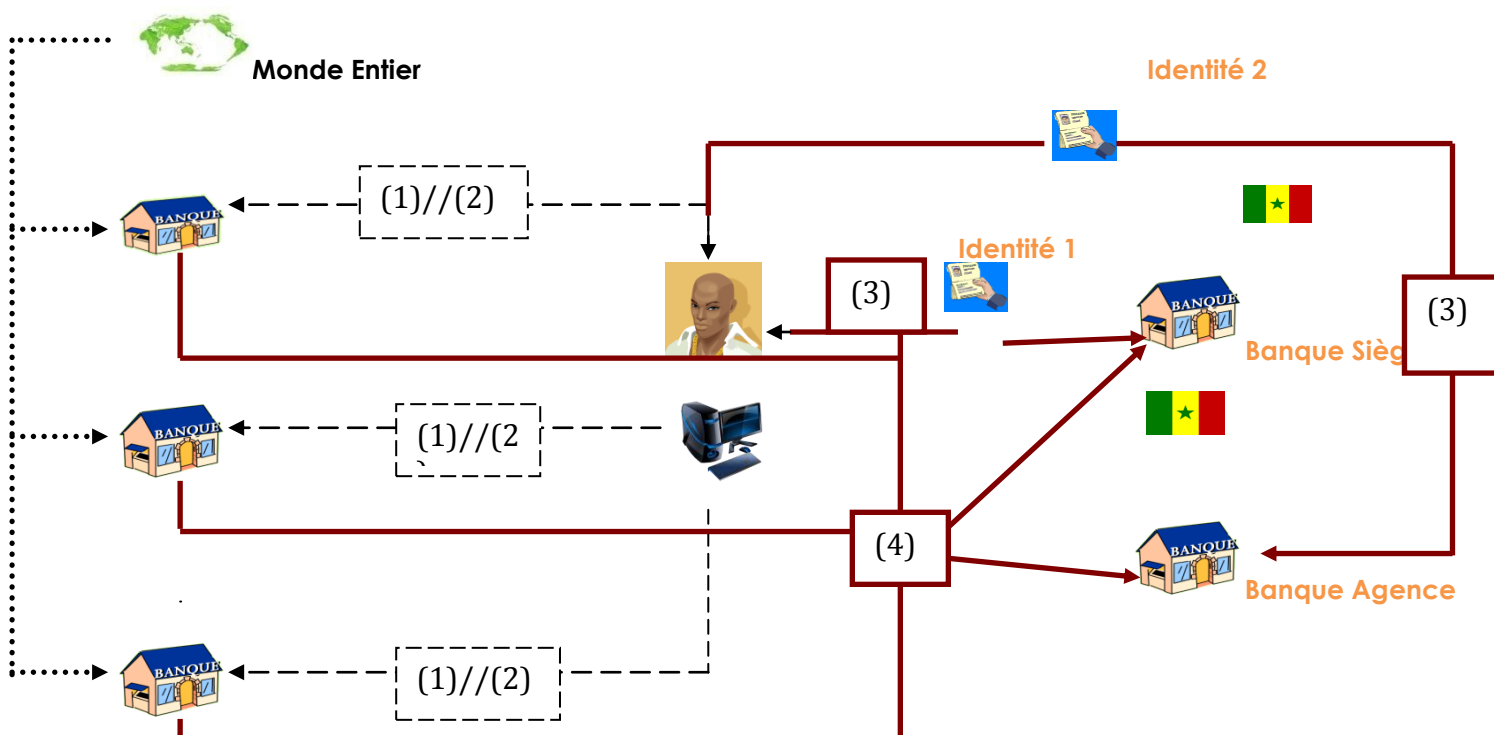 Monde Entier
Identité 2
(1)//(2)
BANQUE
Identité 1
(3)
BANQUE
(3)
Banque Sièg
BANQUE
(1)//(2
(4)
BANQUE
Banque Agence
BANQUE
(1)//(2)